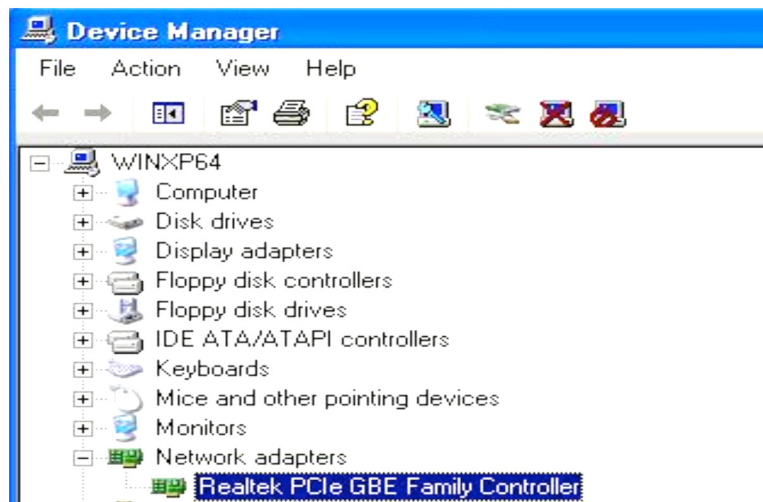 Device Manager
File Action View Help
WINXP64
Computer
Disk drives
Display adapters
Floppy disk controllers
Floppy disk drives
IDE ATA/ATAPI controllers
Keyboards
Mice and other pointing devices
Monitors
Network adapters
Realtek PCIe GBE Family Controller